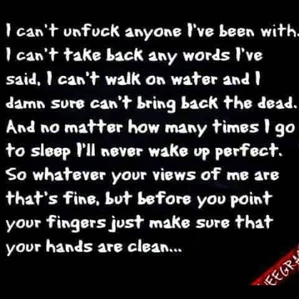 I can't unfuck anyone I've been with.
I can't take back any words I've
said, I can't walk on water and I
damn sure can't bring back the dead.
And no matter how many times I go
to sleep I'll never wake up perfect.
So whatever your views of me are
that's fine, but before you point
your fingers just make sure that
your hands are clean...